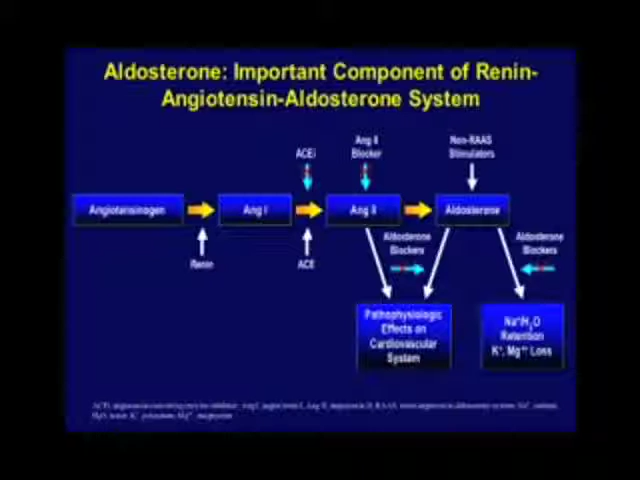 Aldosterone: Important Component of Renin-
Angiotensin-Aldosterone System
ACEi
Ang II
Blocker
Non-RAAS
Stimulators
Angiotensinogen
Ang I
Ang II
Aldosterone
Renin
ACE
Aldosterone
Blockers
Aldosterone
Blockers
Pathophysiologic
Effects on
Cardiovascular
System
Na⁺/H₂O
Retention
K⁺, Mg⁺⁺ Loss